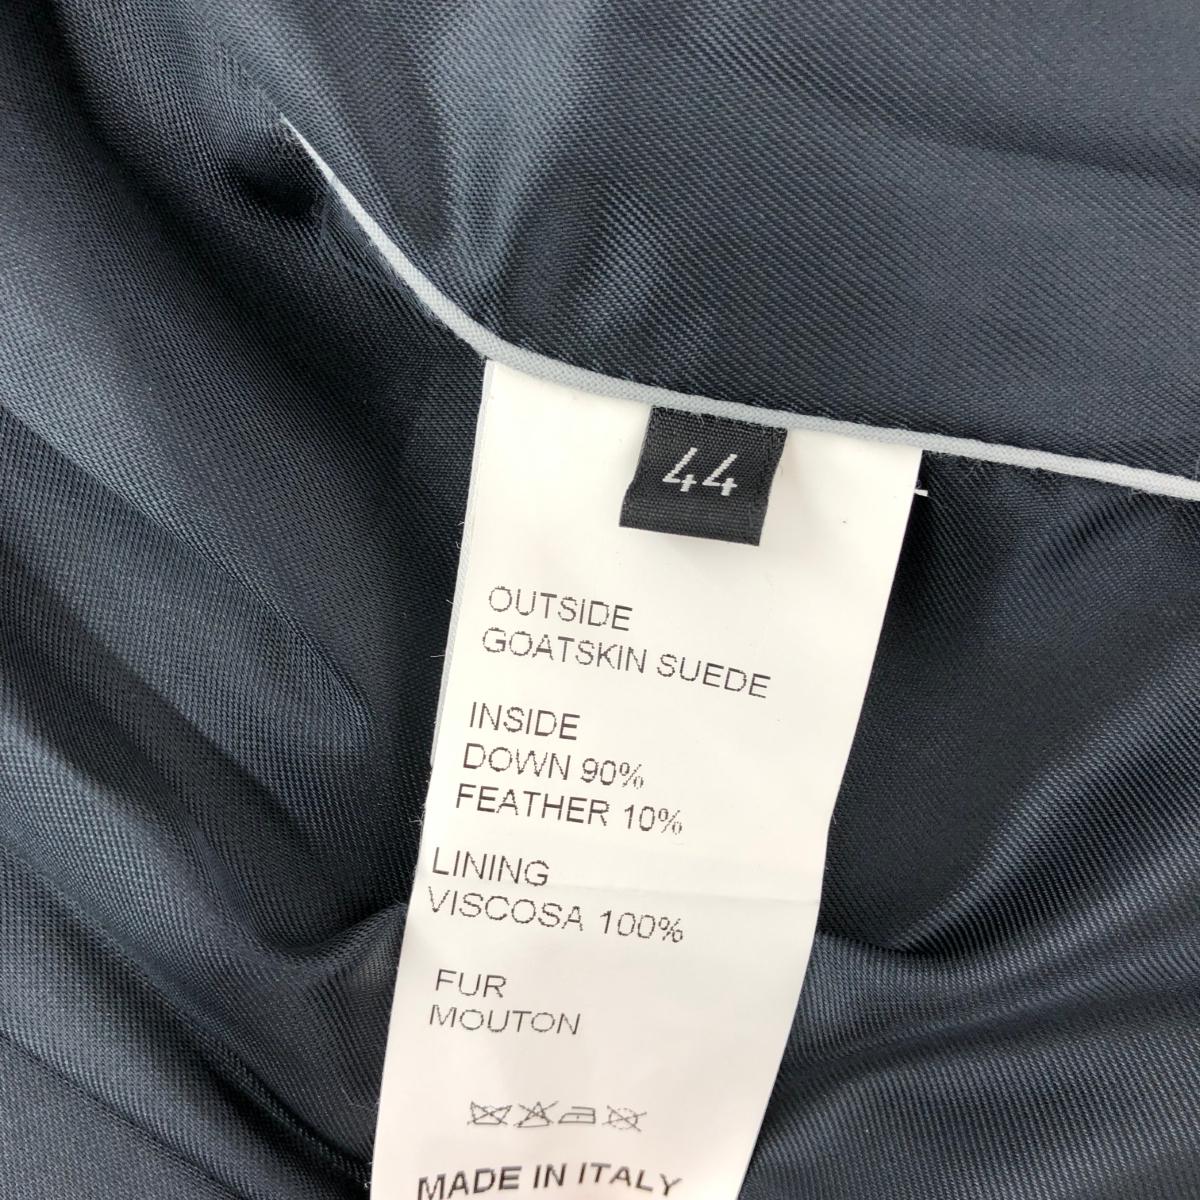 44
OUTSIDE
GOATSKIN SUEDE
INSIDE
DOWN 90%
FEATHER 10%
LINING
VISCOSA 100%
FUR
MOUTON
MADE IN ITALY